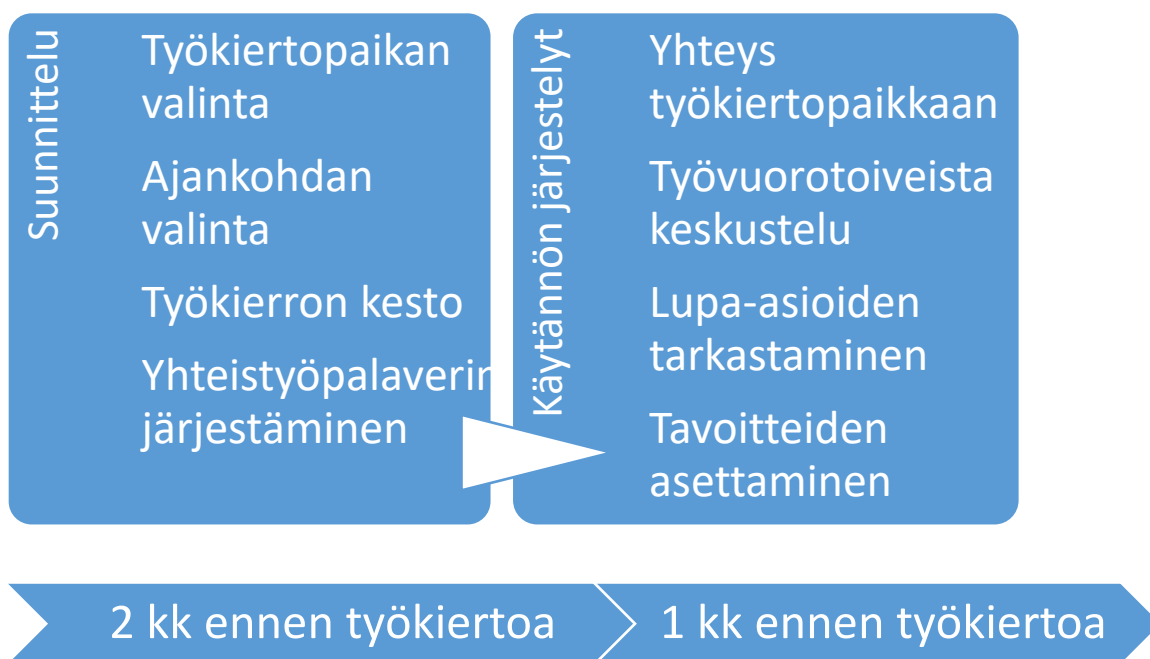 Suunnittelu
Työkiertopaikan
valinta
Ajankohdan
valinta
Työkierron kesto
Yhteistyöpalaverin
järjestäminen
Käytännön järjestelyt
Yhteys
työkiertopaikkaan
Työvuorotoiveista
keskustelu
Lupa-asioiden
tarkastaminen
Tavoitteiden
asettaminen
2 kk ennen työkiertoa
1 kk ennen työkiertoa